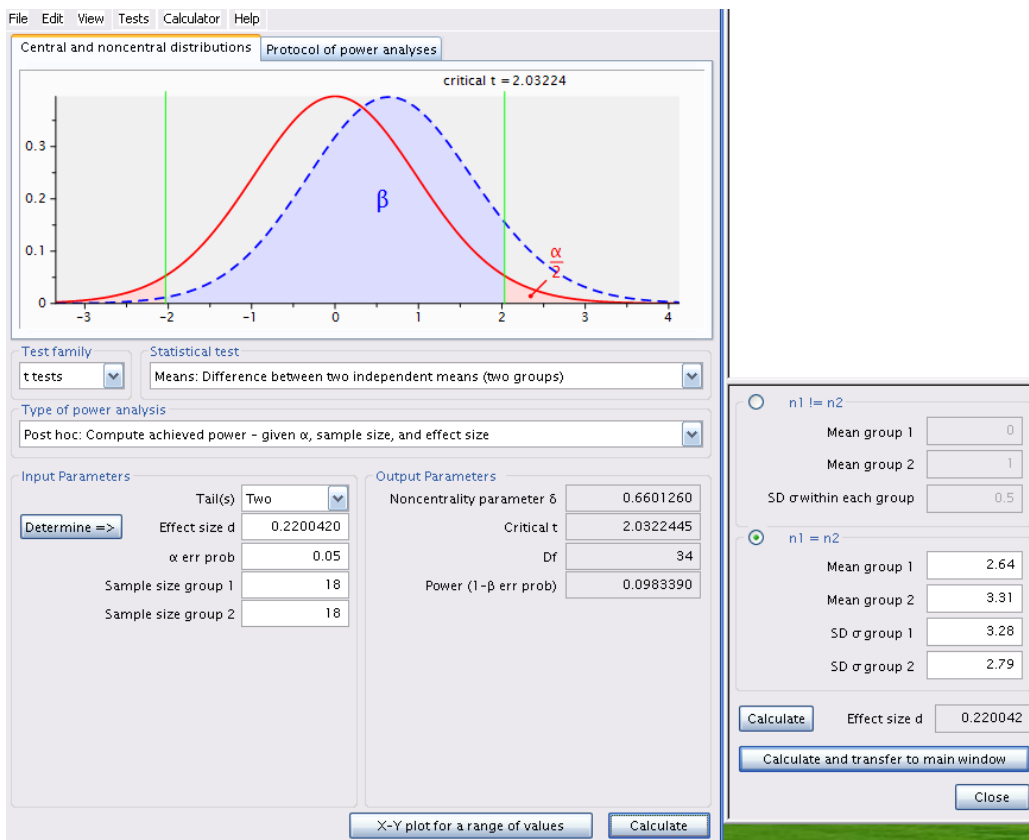 File Edit View Tests Calculator Help
Central and noncentral distributions Protocol of power analyses
critical t = 2.03224
0.3
0.2
0.1
0
β
α
2
-3 -2 -1 0 1 2 3 4
Test family
t tests
Statistical test
Means: Difference between two independent means (two groups)
Type of power analysis
Post hoc: Compute achieved power – given α, sample size, and effect size
Input Parameters
Tail(s) Two
Determine => Effect size d 0.2200420
α err prob 0.05
Sample size group 1 18
Sample size group 2 18
Output Parameters
Noncentrality parameter δ 0.6601260
Critical t 2.0322445
Df 34
Power (1-β err prob) 0.0983390
X-Y plot for a range of values Calculate
n1 != n2
Mean group 1 0
Mean group 2 1
SD σ within each group 0.5
n1 = n2
Mean group 1 2.64
Mean group 2 3.31
SD σ group 1 3.28
SD σ group 2 2.79
Calculate Effect size d 0.220042
Calculate and transfer to main window
Close